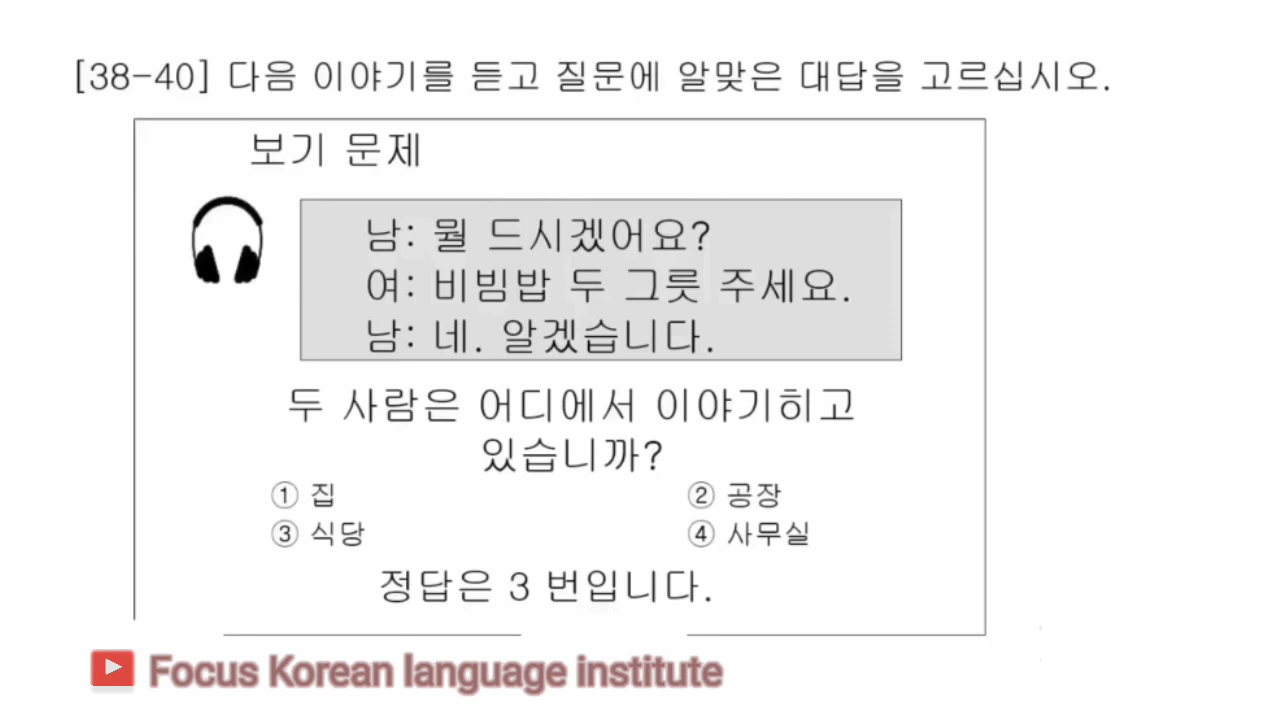 [38-40] 다음 이야기를 듣고 질문에 알맞은 대답을 고르십시오.
보기 문제
남: 뭘 드시겠어요?
여: 비빔밥 두 그릇 주세요.
남: 네. 알겠습니다.
두 사람은 어디에서 이야기히고
있습니까?
① 집 ② 공장
③ 식당 ④ 사무실
정답은 3 번입니다.
Focus Korean language institute